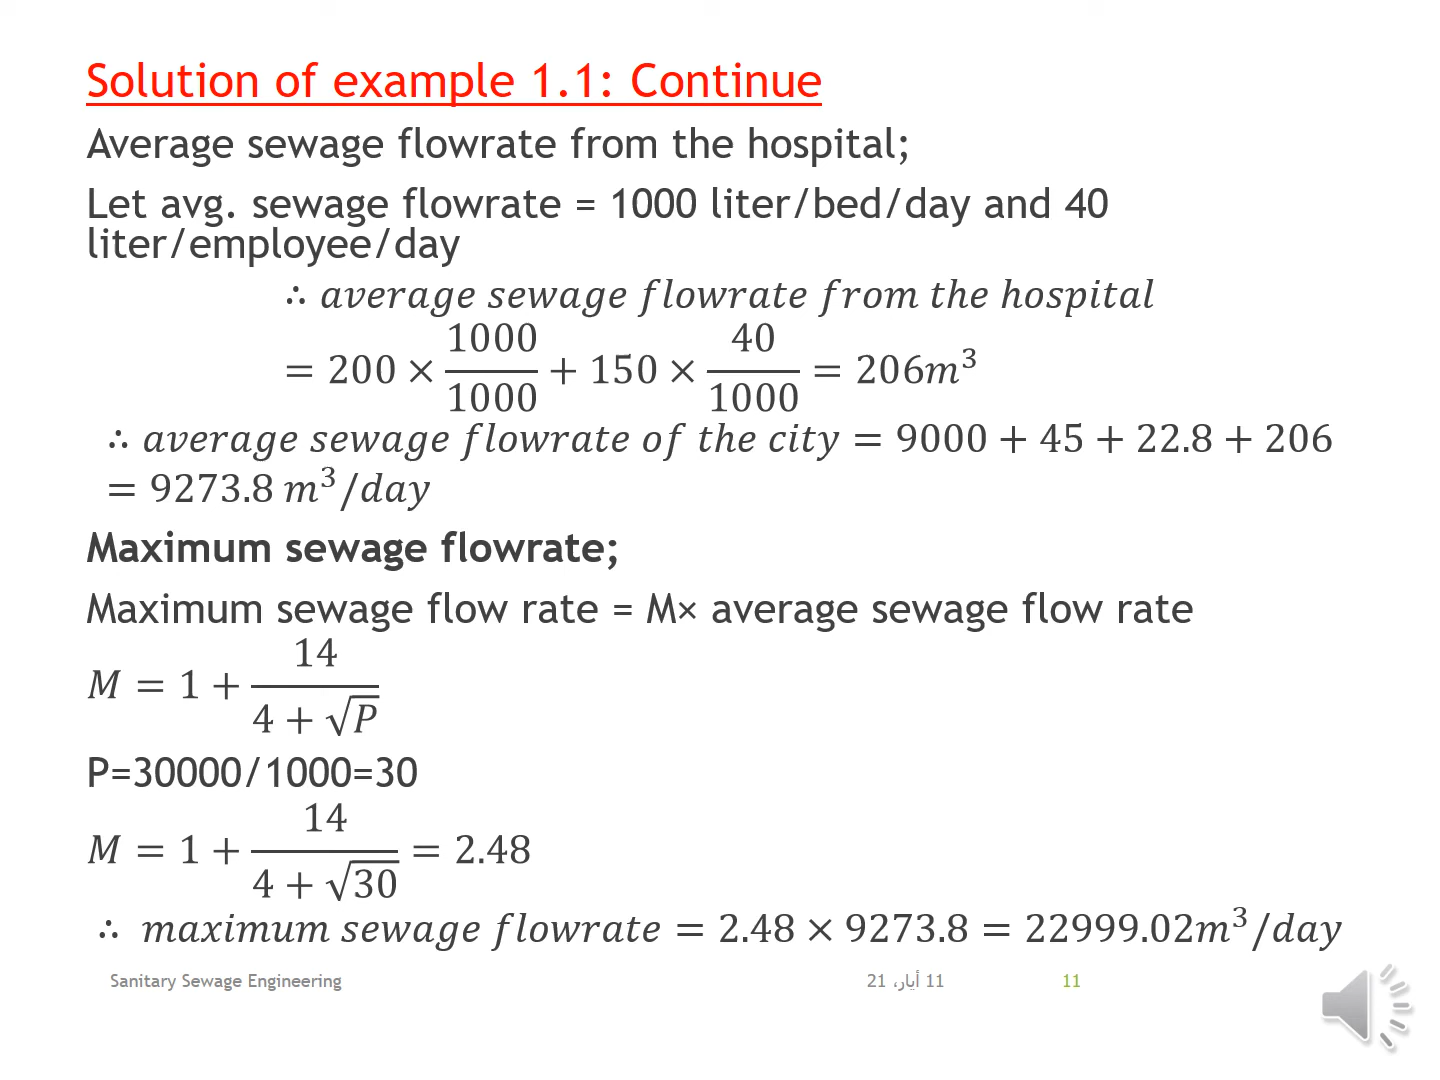 Solution of example 1.1: Continue
Average sewage flowrate from the hospital;
Let avg. sewage flowrate = 1000 liter/bed/day and 40
liter/employee/day
∴ average sewage flowrate from the hospital
= 200 × 1000/1000 + 150 × 40/1000 = 206m³
∴ average sewage flowrate of the city = 9000 + 45 + 22.8 + 206
= 9273.8 m³/day
Maximum sewage flowrate;
Maximum sewage flow rate = M× average sewage flow rate
M = 1 + 14/(4 + √P)
P=30000/1000=30
M = 1 + 14/(4 + √30) = 2.48
∴ maximum sewage flowrate = 2.48 × 9273.8 = 22999.02m³/day
Sanitary Sewage Engineering
11 أيار، 21
11